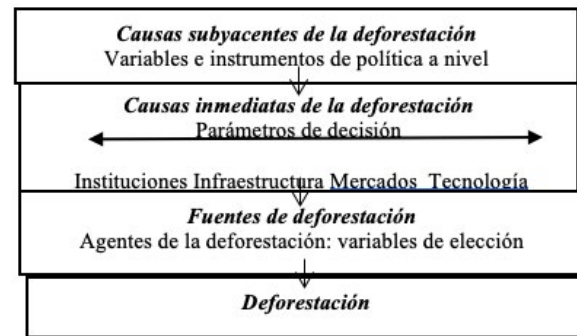 Causas subyacentes de la deforestación
Variables e instrumentos de política a nivel
Causas inmediatas de la deforestación
Parámetros de decisión
Instituciones Infraestructura Mercados Tecnología
Fuentes de deforestación
Agentes de la deforestación: variables de elección
Deforestación